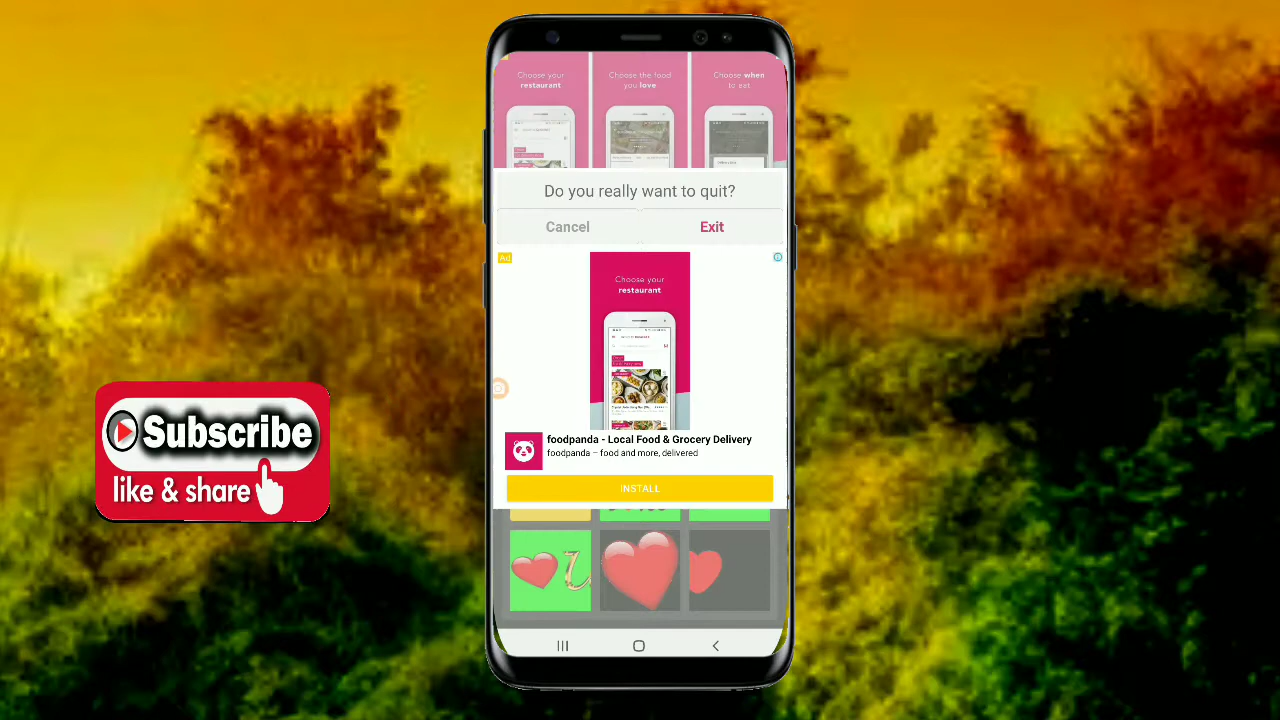 Choose your
restaurant
Choose the food
you love
Choose when
to eat
Do you really want to quit?
Cancel
Exit
Ad
Choose your
restaurant
foodpanda - Local Food & Grocery Delivery
foodpanda – food and more, delivered
INSTALL
Subscribe
like & share